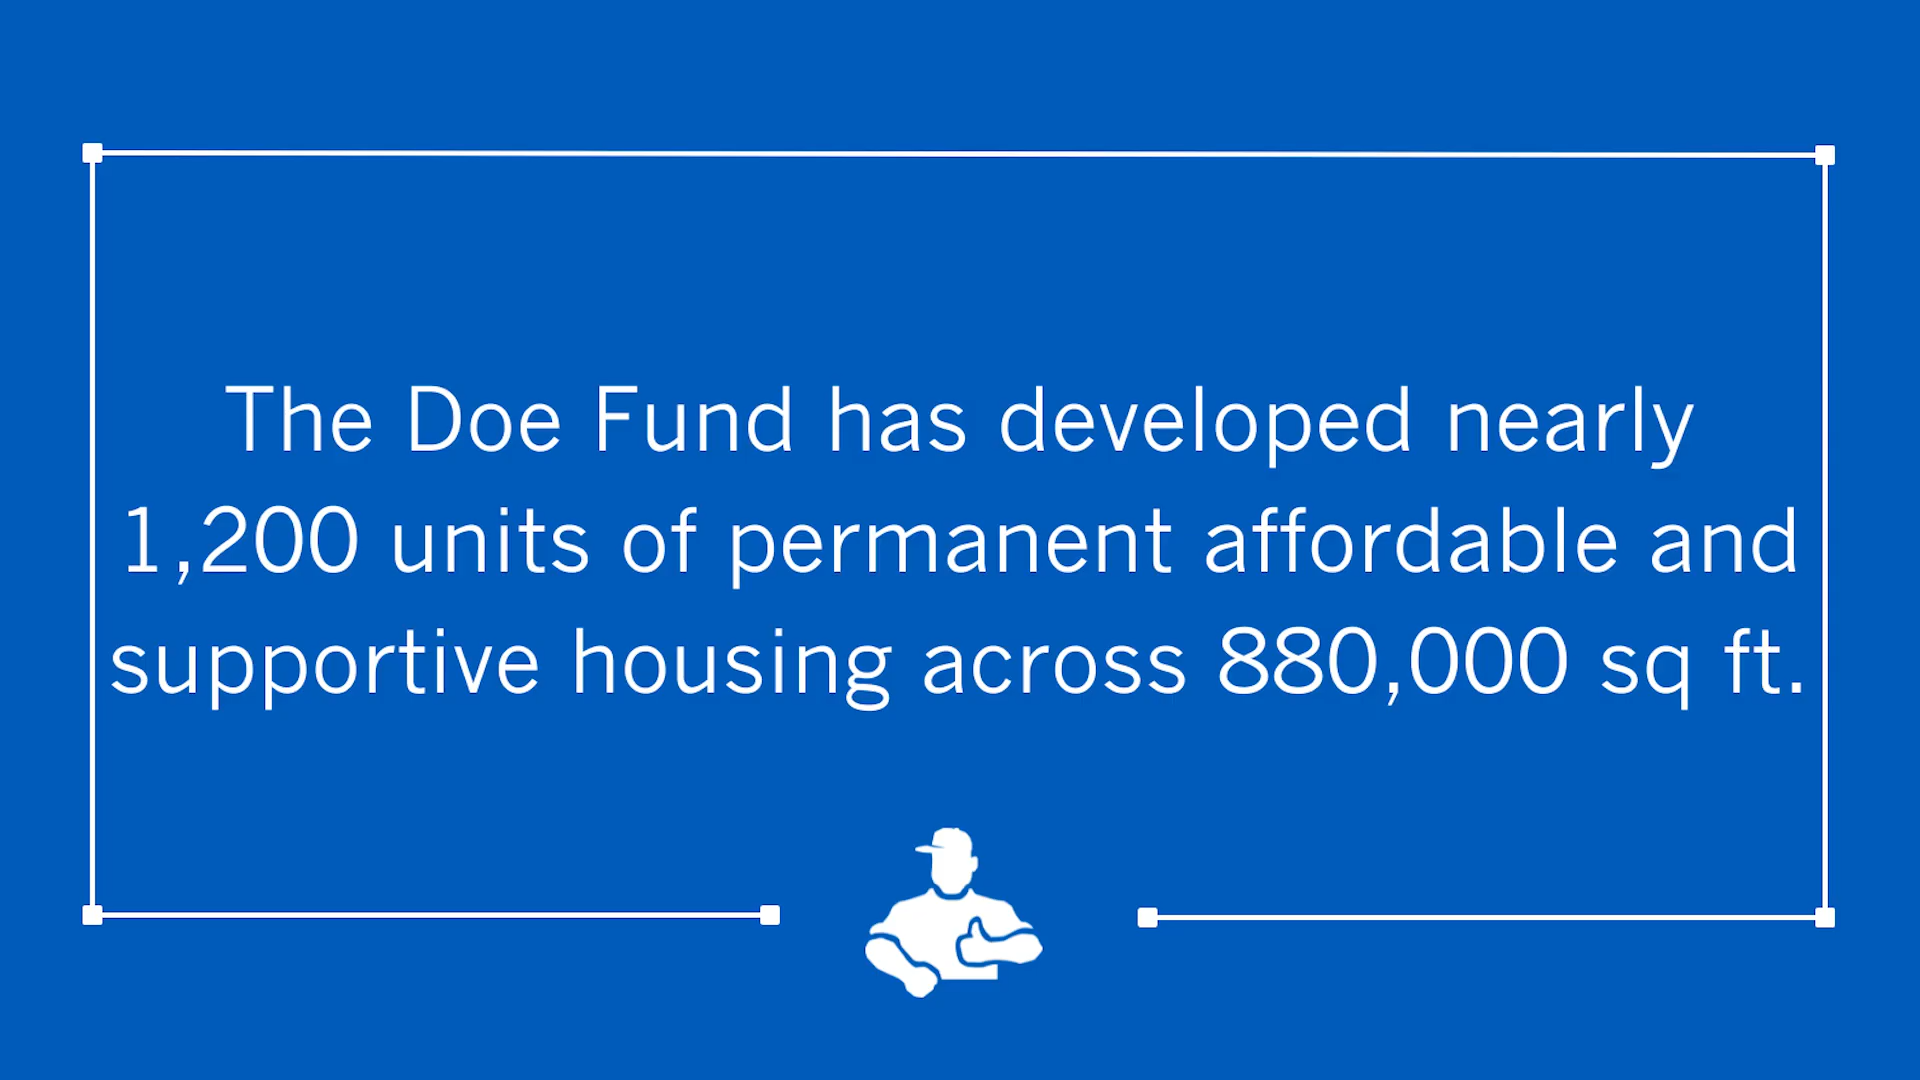 The Doe Fund has developed nearly
1,200 units of permanent affordable and
supportive housing across 880,000 sq ft.